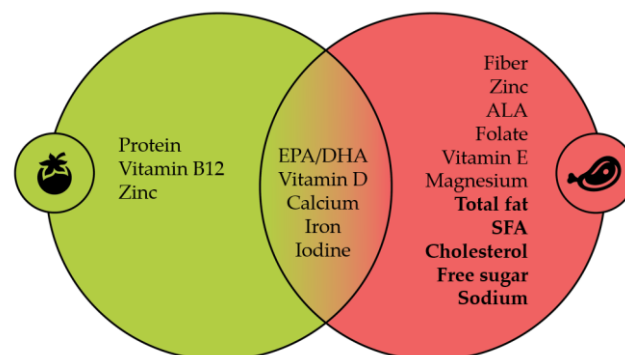 Protein
Vitamin B12
Zinc
EPA/DHA
Vitamin D
Calcium
Iron
Iodine
Fiber
Zinc
ALA
Folate
Vitamin E
Magnesium
Total fat
SFA
Cholesterol
Free sugar
Sodium